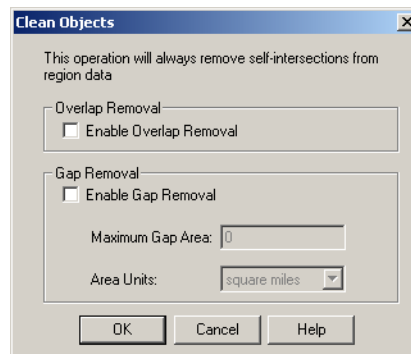 Clean Objects
This operation will always remove self-intersections from
region data
Overlap Removal
Enable Overlap Removal
Gap Removal
Enable Gap Removal
Maximum Gap Area: 0
Area Units: square miles
OK Cancel Help